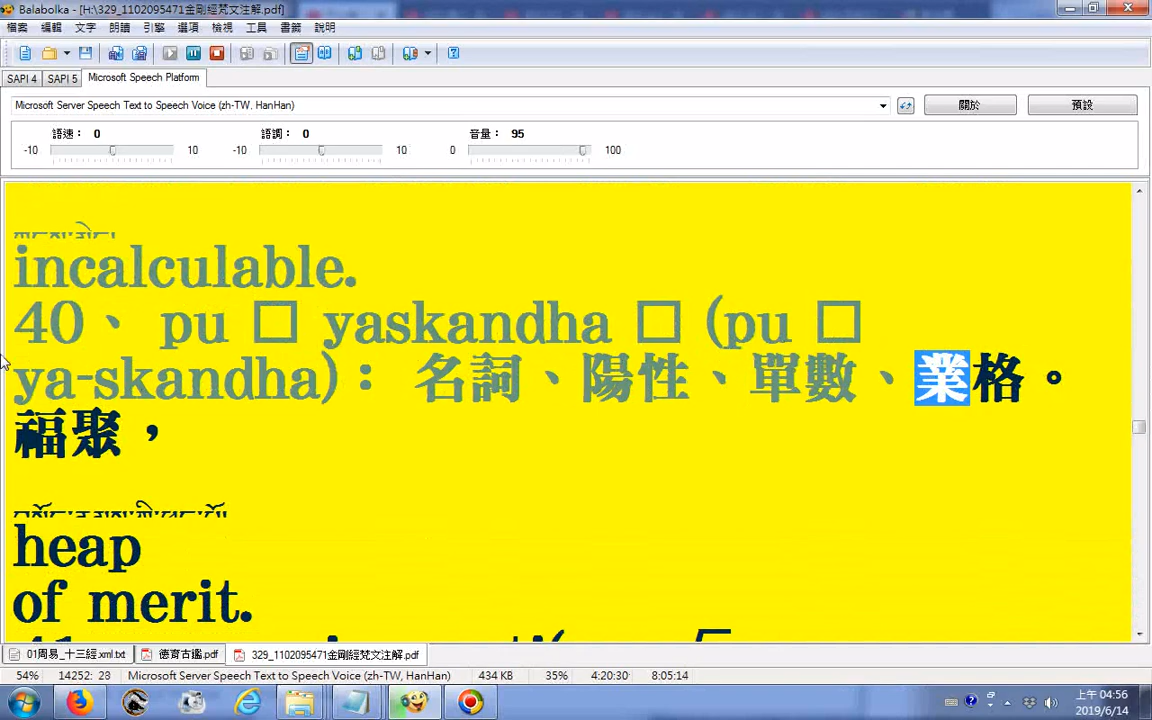 Balabolka - [H:\329_1102095471金剛經梵文注解.pdf]
檔案 編輯 文字 朗讀 引擎 選項 檢視 工具 書籤 說明
SAPI 4 SAPI 5 Microsoft Speech Platform
Microsoft Server Speech Text to Speech Voice (zh-TW, HanHan) 關於 預設
語速： 0 語調： 0 音量： 95
-10 10 -10 10 0 100
incalculable.
40、 pu □ yaskandha □ (pu □
ya-skandha)： 名詞、陽性、單數、業格。
福聚，
heap
of merit.
01周易_十三經.xml.txt 德育古鑑.pdf 329_1102095471金剛經梵文注解.pdf
54% 14252: 23 Microsoft Server Speech Text to Speech Voice (zh-TW, HanHan) 434 KB 35% 4:20:30 8:05:14
上午 04:56
2019/6/14